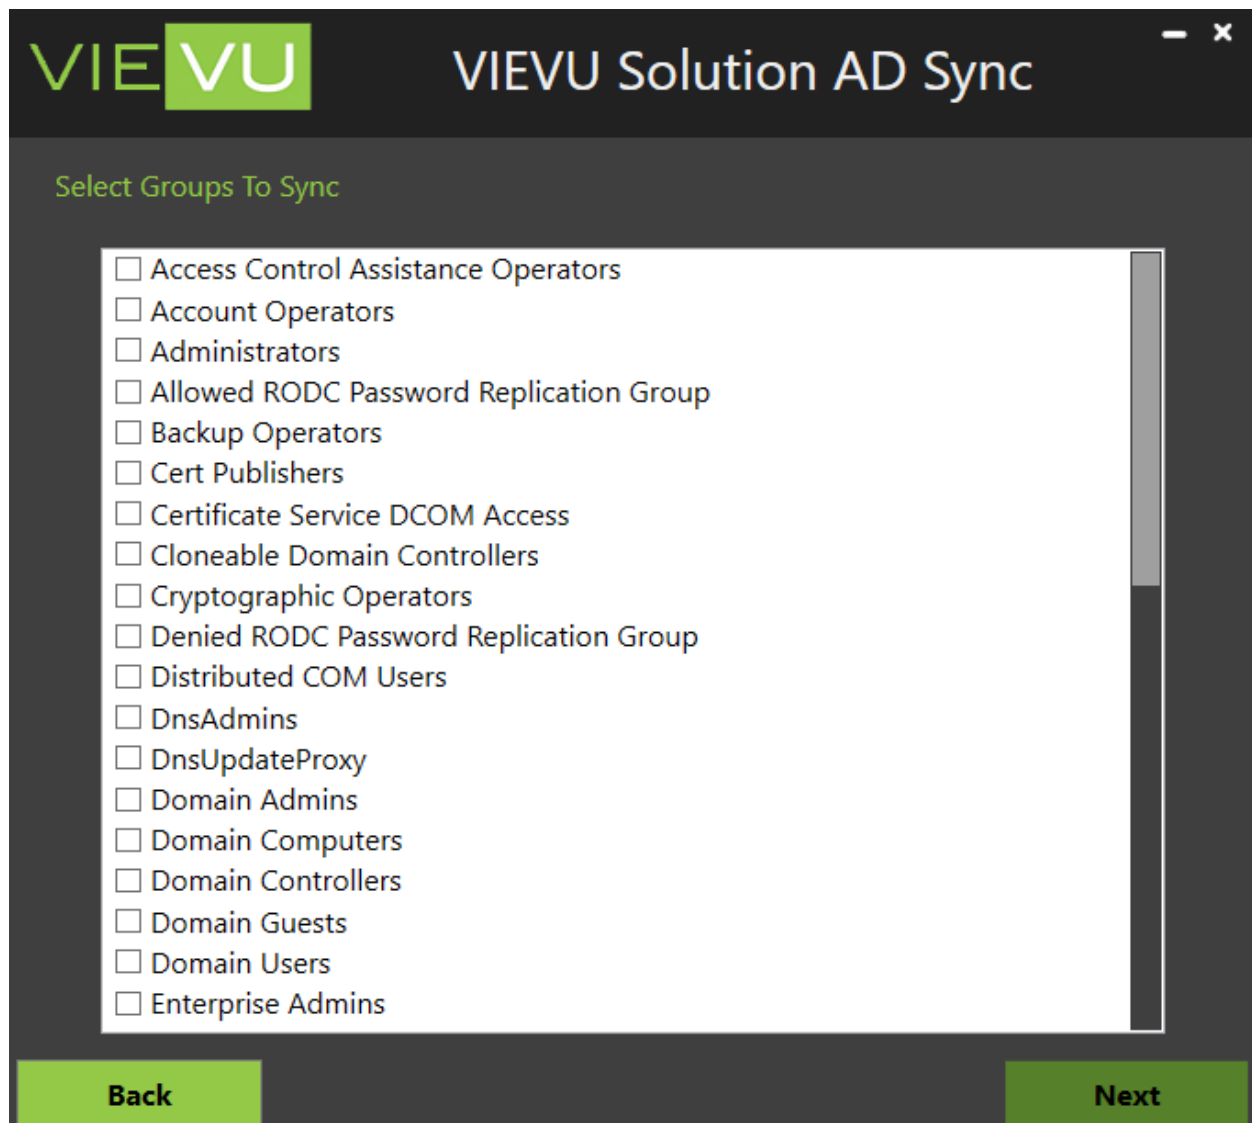 VIEVU
VIEVU Solution AD Sync
Select Groups To Sync
Access Control Assistance Operators
Account Operators
Administrators
Allowed RODC Password Replication Group
Backup Operators
Cert Publishers
Certificate Service DCOM Access
Cloneable Domain Controllers
Cryptographic Operators
Denied RODC Password Replication Group
Distributed COM Users
DnsAdmins
DnsUpdateProxy
Domain Admins
Domain Computers
Domain Controllers
Domain Guests
Domain Users
Enterprise Admins
Back
Next